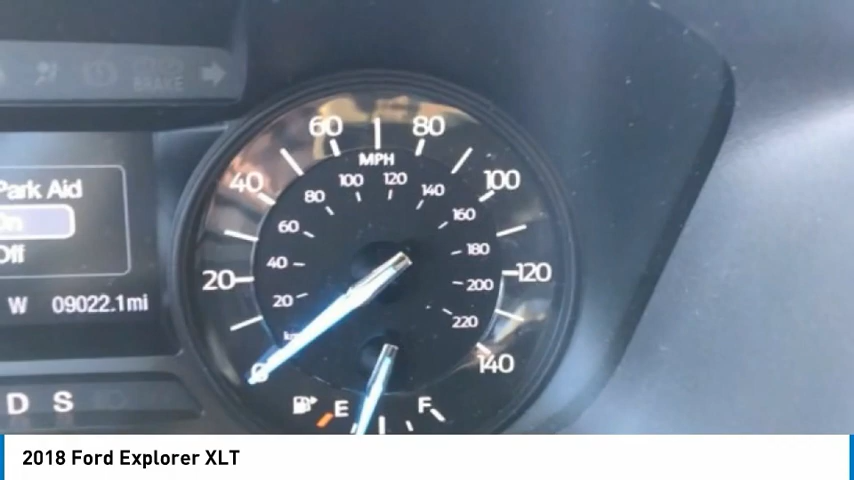 BRAKE
60 80
MPH
100 120
40 80 140 100
60 160
40 180
20 200 120
20 220
0 140
E F
Park Aid
On
Off
W 09022.1mi
D S
2018 Ford Explorer XLT